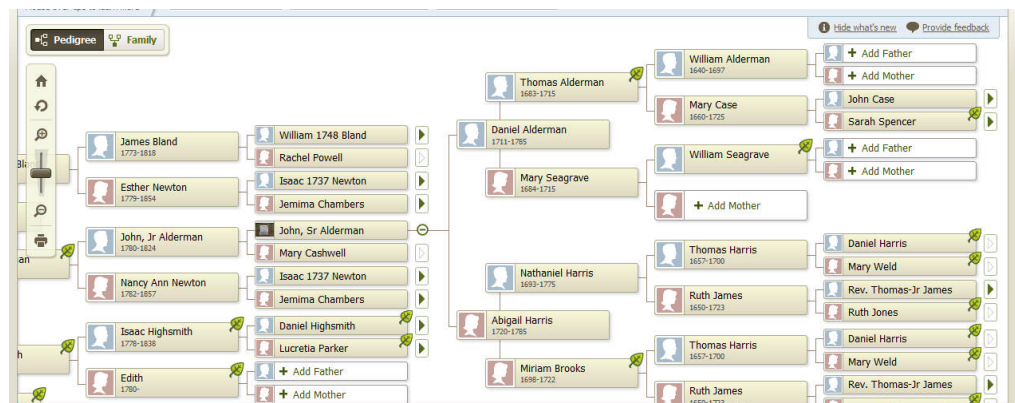 Hide what's new
Provide feedback
Pedigree
Family
Thomas Alderman
1683-1715
William Alderman
1640-1697
+ Add Father
+ Add Mother
Mary Case
1660-1725
John Case
Sarah Spencer
James Bland
1773-1818
William 1748 Bland
Rachel Powell
Daniel Alderman
1711-1785
William Seagrave
+ Add Father
+ Add Mother
Esther Newton
1779-1854
Isaac 1737 Newton
Jemima Chambers
Mary Seagrave
1684-1715
+ Add Mother
John, Jr Alderman
1780-1824
John, Sr Alderman
Mary Cashwell
Nancy Ann Newton
1782-1857
Isaac 1737 Newton
Jemima Chambers
Nathaniel Harris
1693-1775
Thomas Harris
1657-1700
Daniel Harris
Mary Weld
Ruth James
1650-1723
Rev. Thomas-Jr James
Ruth Jones
Isaac Highsmith
1778-1838
Daniel Highsmith
Lucretia Parker
Abigail Harris
1720-1785
Edith
1780-
+ Add Father
+ Add Mother
Miriam Brooks
1698-1722
Thomas Harris
1657-1700
Daniel Harris
Mary Weld
Ruth James
1650-1723
Rev. Thomas-Jr James